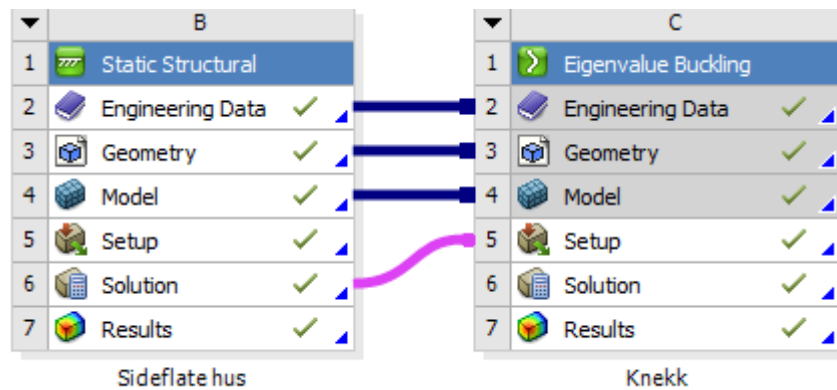 B
1 Static Structural
2 Engineering Data
3 Geometry
4 Model
5 Setup
6 Solution
7 Results
Sideflate hus
C
1 Eigenvalue Buckling
2 Engineering Data
3 Geometry
4 Model
5 Setup
6 Solution
7 Results
Knekk